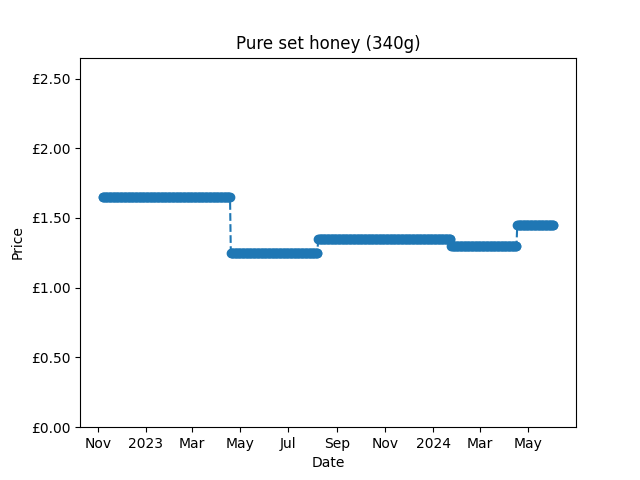 Pure set honey (340g)
£2.50
£2.00
£1.50
£1.00
£0.50
£0.00
Price
Nov 2023 Mar May Jul Sep Nov 2024 Mar May
Date